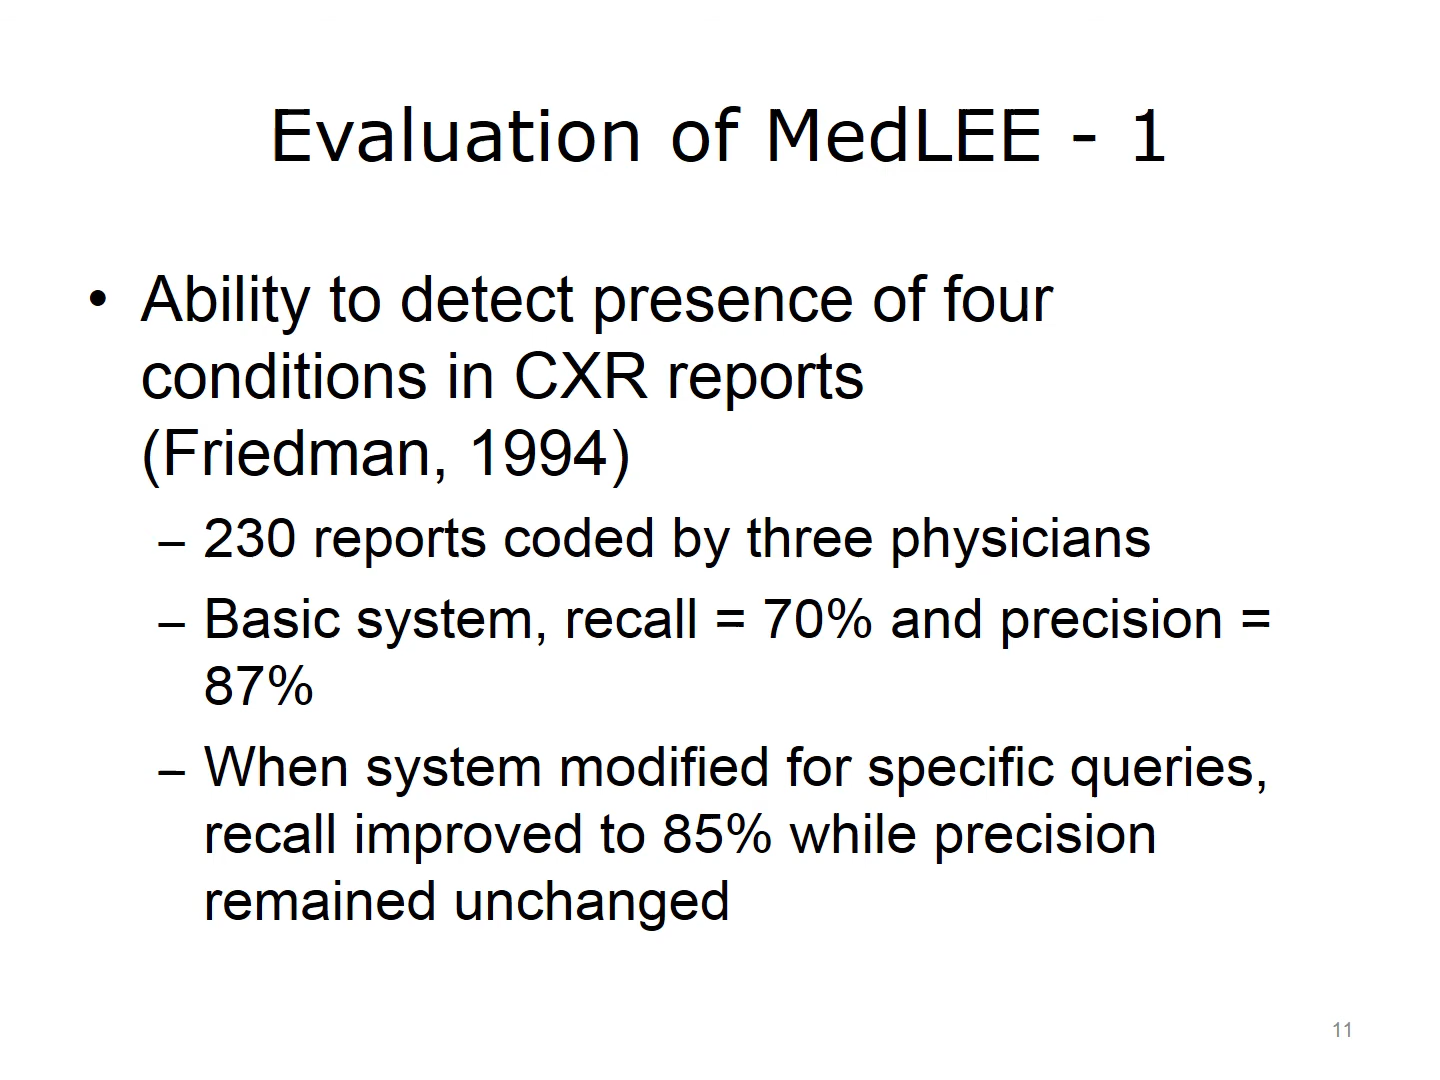 Evaluation of MedLEE - 1
• Ability to detect presence of four
conditions in CXR reports
(Friedman, 1994)
– 230 reports coded by three physicians
– Basic system, recall = 70% and precision =
87%
– When system modified for specific queries,
recall improved to 85% while precision
remained unchanged
11